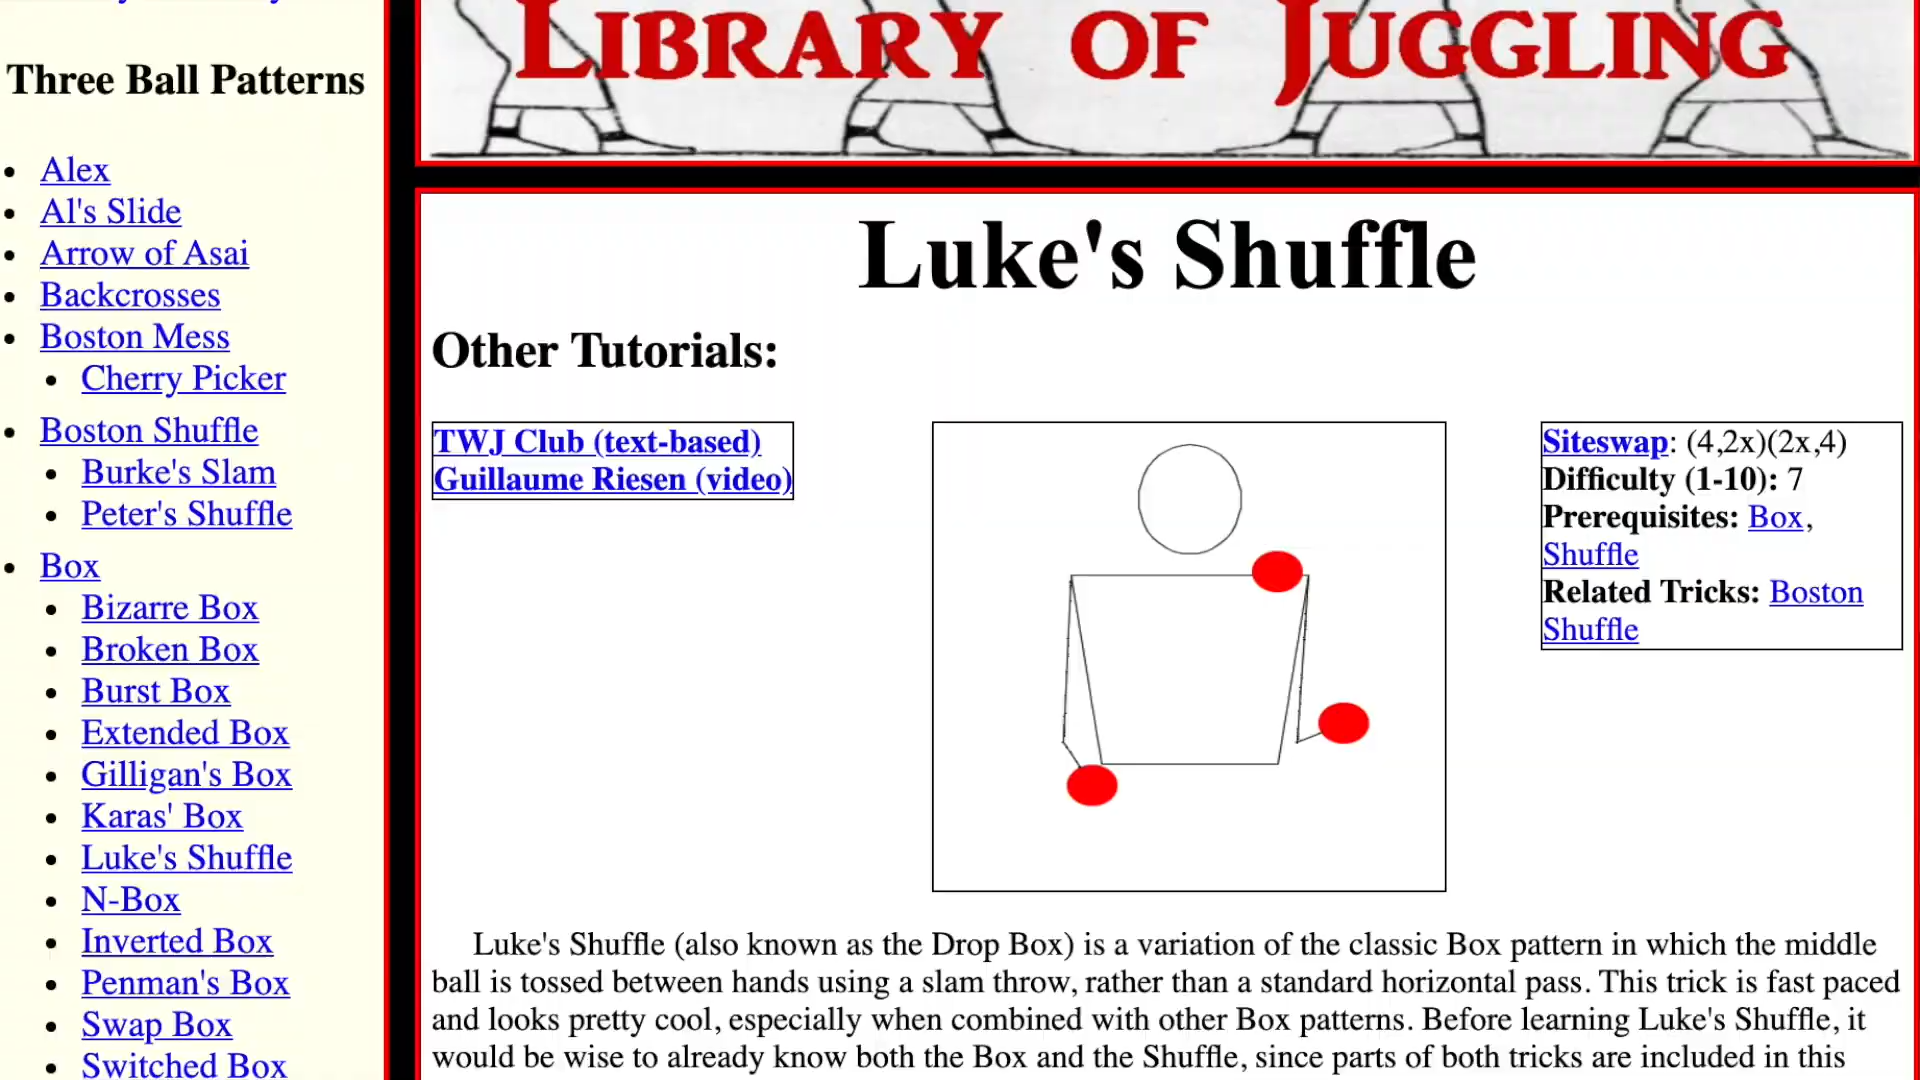 LIBRARY OF JUGGLING
Three Ball Patterns
Alex
Al's Slide
Arrow of Asai
Backcrosses
Boston Mess
Cherry Picker
Boston Shuffle
Burke's Slam
Peter's Shuffle
Box
Bizarre Box
Broken Box
Burst Box
Extended Box
Gilligan's Box
Karas' Box
Luke's Shuffle
N-Box
Inverted Box
Penman's Box
Swap Box
Switched Box
Luke's Shuffle
Other Tutorials:
TWJ Club (text-based)
Guillaume Riesen (video)
Siteswap: (4,2x)(2x,4)
Difficulty (1-10): 7
Prerequisites: Box,
Shuffle
Related Tricks: Boston
Shuffle
Luke's Shuffle (also known as the Drop Box) is a variation of the classic Box pattern in which the middle
ball is tossed between hands using a slam throw, rather than a standard horizontal pass. This trick is fast paced
and looks pretty cool, especially when combined with other Box patterns. Before learning Luke's Shuffle, it
would be wise to already know both the Box and the Shuffle, since parts of both tricks are included in this